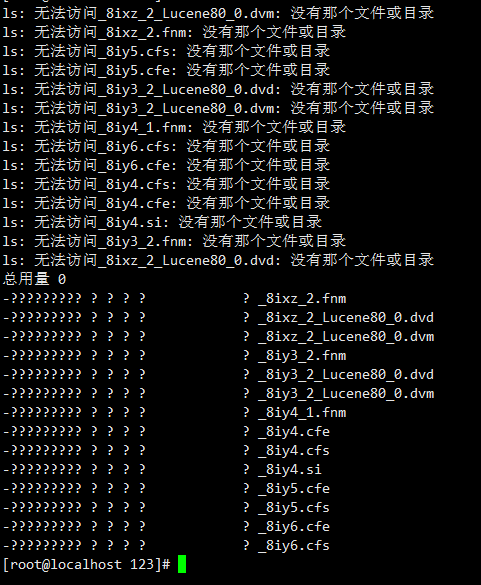 ls: 无法访问_8ixz_2_Lucene80_0.dvm: 没有那个文件或目录
ls: 无法访问_8ixz_2.fnm: 没有那个文件或目录
ls: 无法访问_8iy5.cfs: 没有那个文件或目录
ls: 无法访问_8iy5.cfe: 没有那个文件或目录
ls: 无法访问_8iy3_2_Lucene80_0.dvd: 没有那个文件或目录
ls: 无法访问_8iy3_2_Lucene80_0.dvm: 没有那个文件或目录
ls: 无法访问_8iy4_1.fnm: 没有那个文件或目录
ls: 无法访问_8iy6.cfs: 没有那个文件或目录
ls: 无法访问_8iy6.cfe: 没有那个文件或目录
ls: 无法访问_8iy4.cfs: 没有那个文件或目录
ls: 无法访问_8iy4.cfe: 没有那个文件或目录
ls: 无法访问_8iy4.si: 没有那个文件或目录
ls: 无法访问_8iy3_2.fnm: 没有那个文件或目录
ls: 无法访问_8ixz_2_Lucene80_0.dvd: 没有那个文件或目录
总用量 0
-????????? ? ? ? ?            ? _8ixz_2.fnm
-????????? ? ? ? ?            ? _8ixz_2_Lucene80_0.dvd
-????????? ? ? ? ?            ? _8ixz_2_Lucene80_0.dvm
-????????? ? ? ? ?            ? _8iy3_2.fnm
-????????? ? ? ? ?            ? _8iy3_2_Lucene80_0.dvd
-????????? ? ? ? ?            ? _8iy3_2_Lucene80_0.dvm
-????????? ? ? ? ?            ? _8iy4_1.fnm
-????????? ? ? ? ?            ? _8iy4.cfe
-????????? ? ? ? ?            ? _8iy4.cfs
-????????? ? ? ? ?            ? _8iy4.si
-????????? ? ? ? ?            ? _8iy5.cfe
-????????? ? ? ? ?            ? _8iy5.cfs
-????????? ? ? ? ?            ? _8iy6.cfe
-????????? ? ? ? ?            ? _8iy6.cfs
[root@localhost 123]#